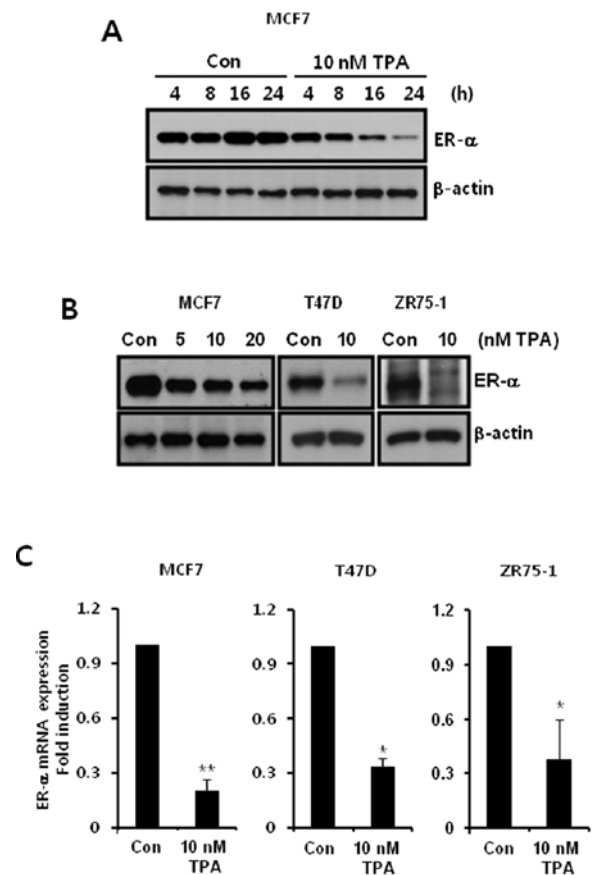 A
MCF7
Con 10 nM TPA
4 8 16 24 4 8 16 24 (h)
ER-α
β-actin
B
MCF7 T47D ZR75-1
Con 5 10 20 Con 10 Con 10 (nM TPA)
ER-α
β-actin
C
MCF7 T47D ZR75-1
ER-α mRNA expression
Fold induction
1.2 1.2 1.2
0.9 0.9 0.9
0.6 0.6 0.6
0.3 0.3 0.3
0 0 0
** * *
Con 10 nM Con 10 nM Con 10 nM
TPA TPA TPA